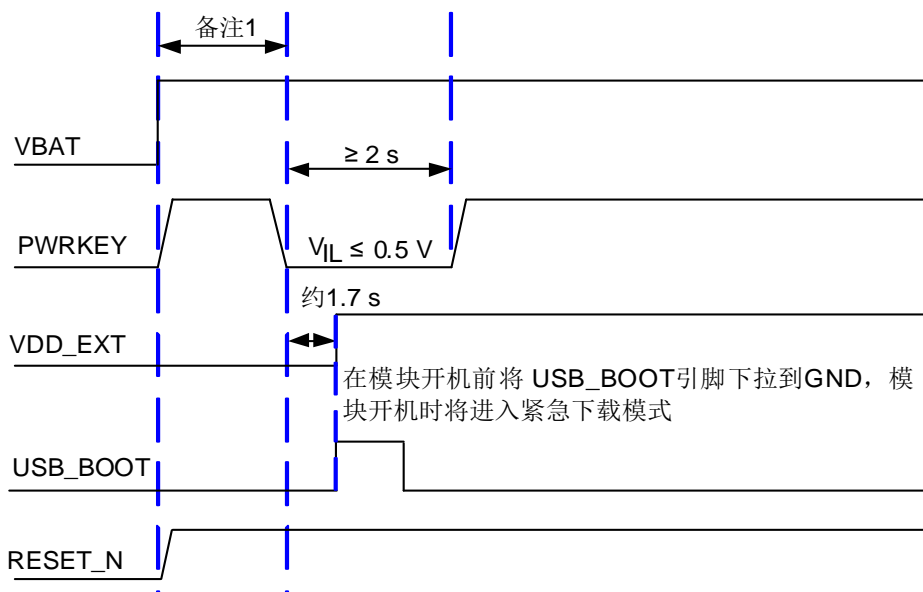 备注1
VBAT
≥ 2 s
PWRKEY
VIL ≤ 0.5 V
约1.7 s
VDD_EXT
在模块开机前将 USB_BOOT引脚下拉到GND，模
块开机时将进入紧急下载模式
USB_BOOT
RESET_N